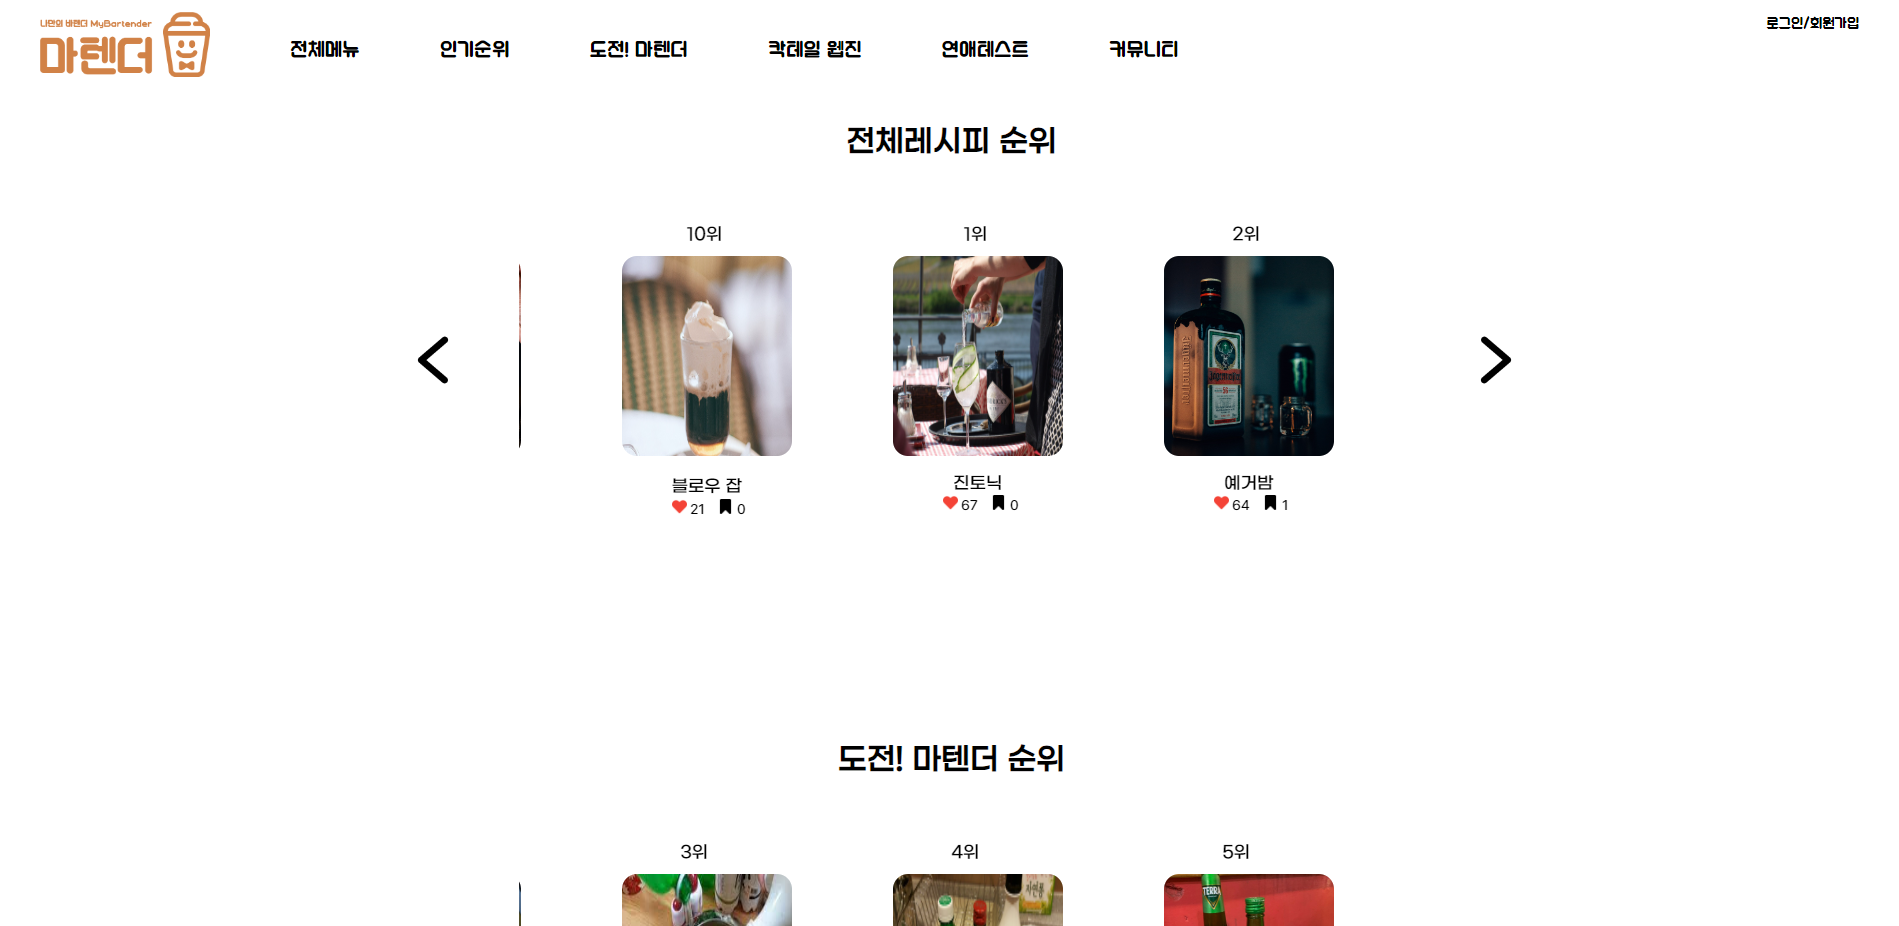 나만의 바텐더 MyBartender
마텐더
전체메뉴
인기순위
도전! 마텐더
칵테일 웹진
연애테스트
커뮤니티
로그인/회원가입
전체레시피 순위
10위
1위
2위
블로우 잡
21 0
진토닉
67 0
예거밤
64 1
도전! 마텐더 순위
3위
4위
5위
TERRA